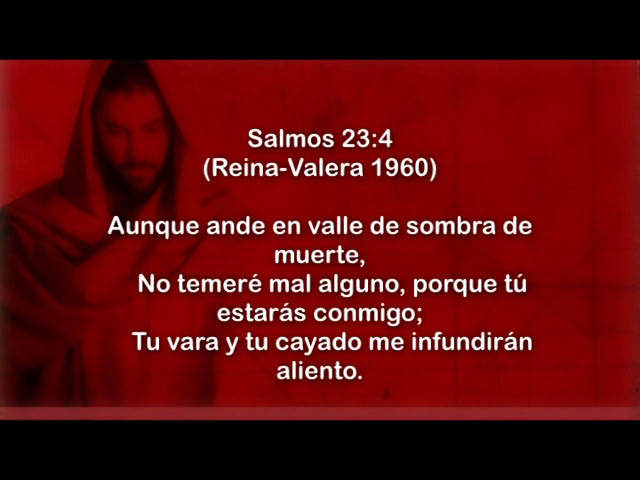 Salmos 23:4
(Reina-Valera 1960)
Aunque ande en valle de sombra de
muerte,
No temeré mal alguno, porque tú
estarás conmigo;
Tu vara y tu cayado me infundirán
aliento.